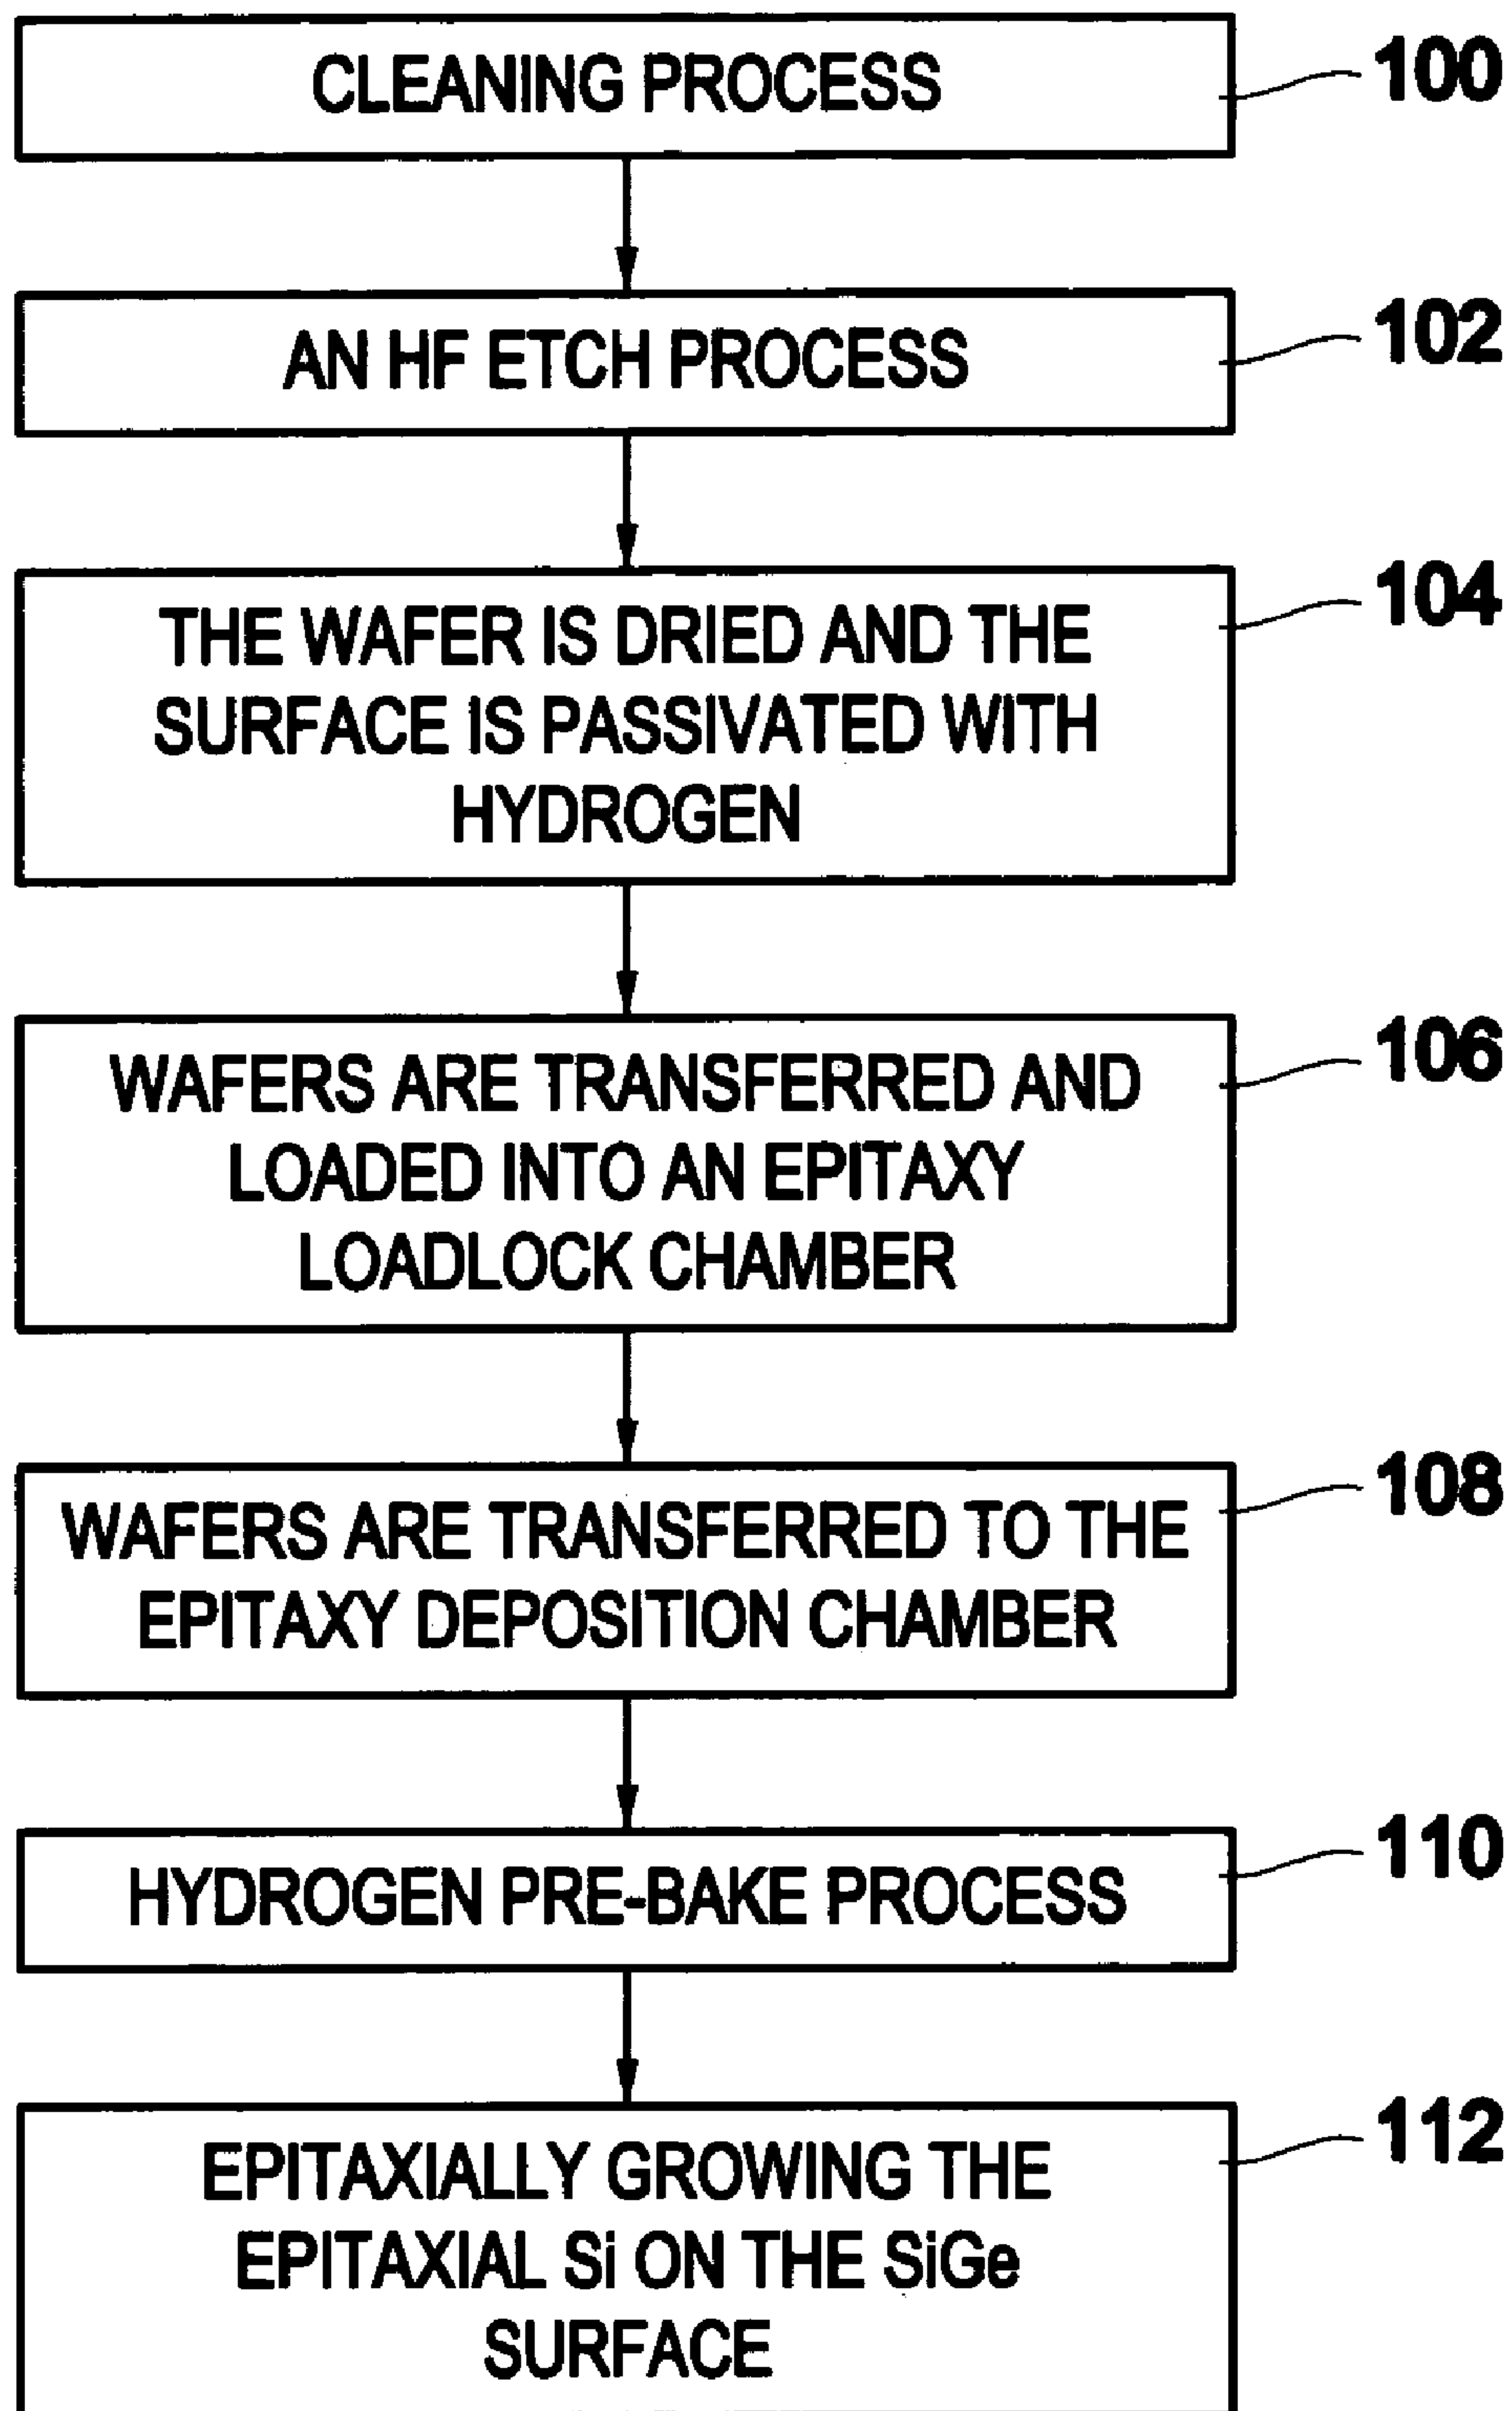 CLEANING PROCESS
100
AN HF ETCH PROCESS
102
THE WAFER IS DRIED AND THE
SURFACE IS PASSIVATED WITH
HYDROGEN
104
WAFERS ARE TRANSFERRED AND
LOADED INTO AN EPITAXY
LOADLOCK CHAMBER
106
WAFERS ARE TRANSFERRED TO THE
EPITAXY DEPOSITION CHAMBER
108
HYDROGEN PRE-BAKE PROCESS
110
EPITAXIALLY GROWING THE
EPITAXIAL Si ON THE SiGe
SURFACE
112